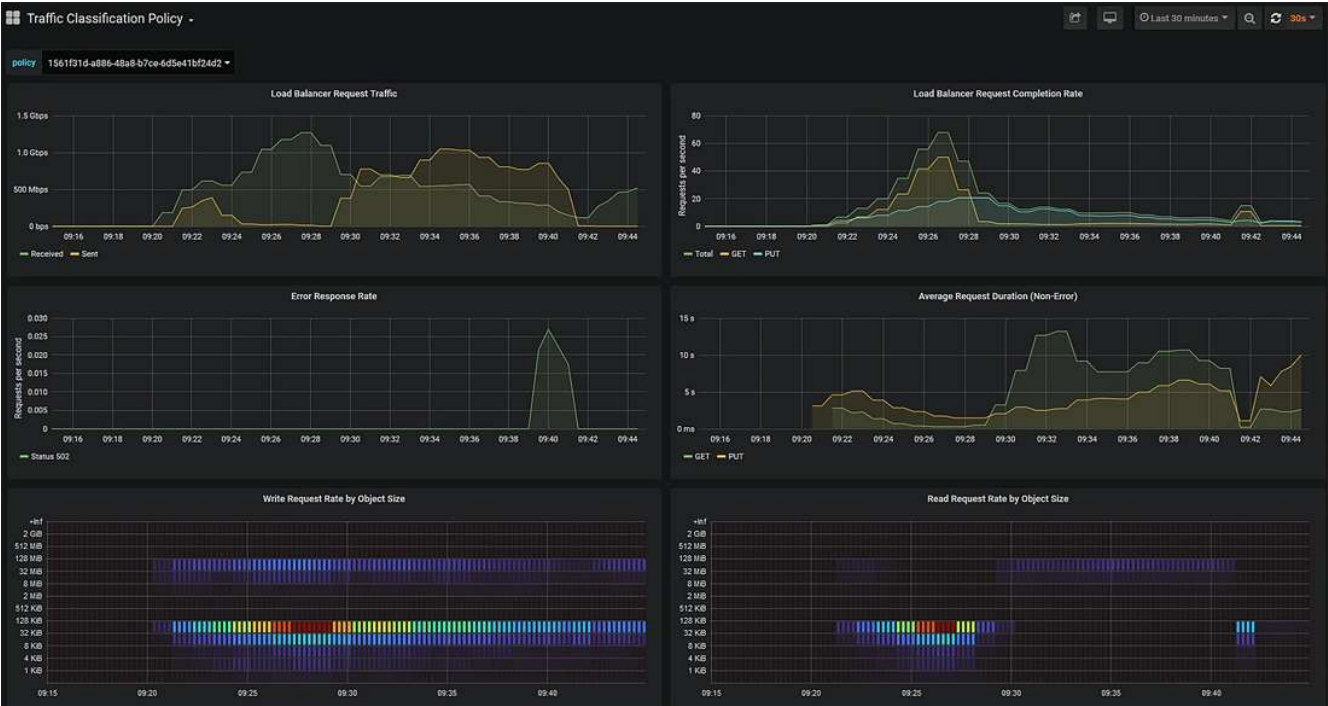 Traffic Classification Policy
Last 30 minutes
30s
policy 1561f31d-a886-48a8-b7ce-6d5e41bf24d2
Load Balancer Request Traffic
1.5 Gbps
1.0 Gbps
500 Mbps
0 bps
09:16 09:18 09:20 09:22 09:24 09:26 09:28 09:30 09:32 09:34 09:36 09:38 09:40 09:42 09:44
Received Sent
Load Balancer Request Completion Rate
Requests per second
80
60
40
20
0
09:16 09:18 09:20 09:22 09:24 09:26 09:28 09:30 09:32 09:34 09:36 09:38 09:40 09:42 09:44
Total GET PUT
Error Response Rate
Requests per second
0.030
0.025
0.020
0.015
0.010
0.005
0
09:16 09:18 09:20 09:22 09:24 09:26 09:28 09:30 09:32 09:34 09:36 09:38 09:40 09:42 09:44
Status 502
Average Request Duration (Non-Error)
15 s
10 s
5 s
0 ms
09:16 09:18 09:20 09:22 09:24 09:26 09:28 09:30 09:32 09:34 09:36 09:38 09:40 09:42 09:44
GET PUT
Write Request Rate by Object Size
+Inf
2 GiB
512 MiB
128 MiB
32 MiB
8 MiB
2 MiB
512 KiB
128 KiB
32 KiB
8 KiB
4 KiB
1 KiB
09:15 09:20 09:25 09:30 09:35 09:40
Read Request Rate by Object Size
+Inf
2 GiB
512 MiB
128 MiB
32 MiB
8 MiB
2 MiB
512 KiB
128 KiB
32 KiB
8 KiB
4 KiB
1 KiB
09:15 09:20 09:25 09:30 09:35 09:40